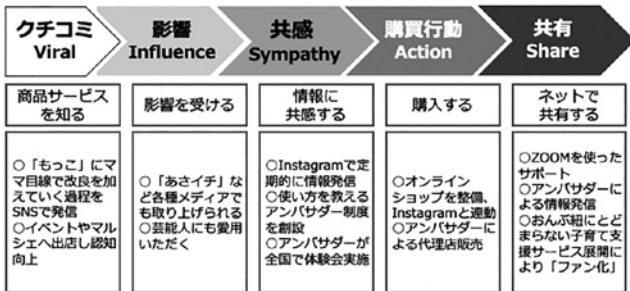 クチコミ
Viral
影響
Influence
共感
Sympathy
購買行動
Action
共有
Share
商品サービス
を知る
影響を受ける
情報に
共感する
購入する
ネットで
共有する
○「もっこ」にマ
マ目線で改良を加
えていく過程を
SNSで発信
○イベントやマル
シェへ出店し認知
向上
○「あさイチ」な
ど各種メディアで
も取り上げられる
○芸能人にも愛用
いただく
○Instagramで定
期的に情報発信
○使い方を教える
アンバサダー制度
を創設
○アンバサダーが
全国で体験会実施
○オンライン
ショップを整備、
Instagramと連動
○アンバサダー
による代理店販売
○ZOOMを使った
サポート
○アンバサダー
による情報発信
○おんぶ紐にとど
まらない子育て支
援サービス展開に
より「ファン化」